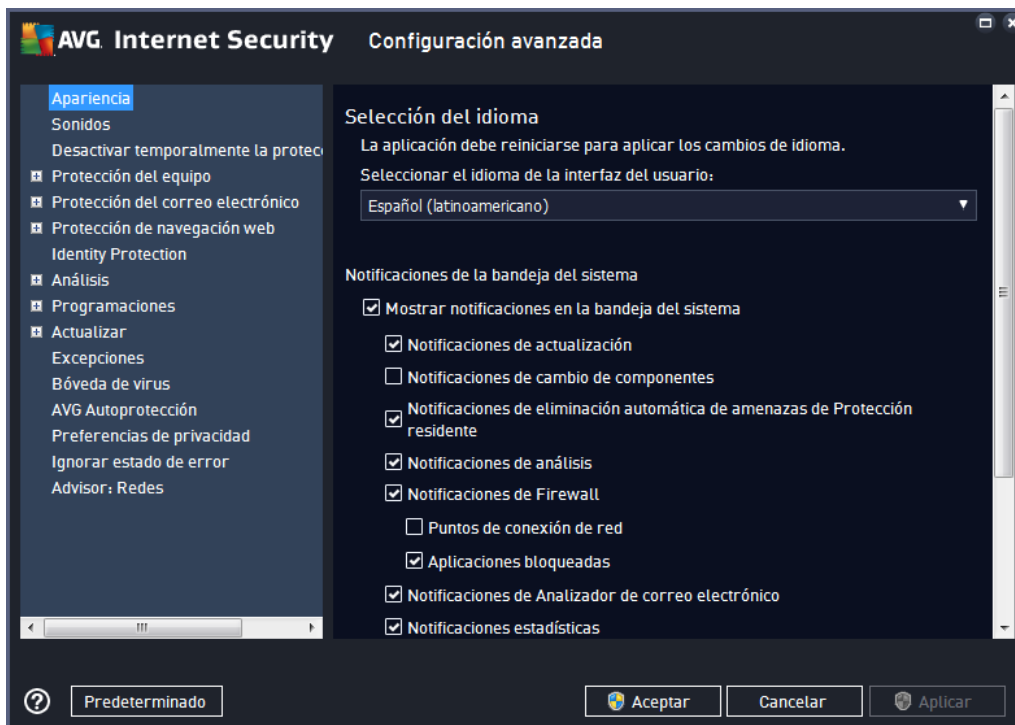 AVG. Internet Security Configuración avanzada
Apariencia
Sonidos
Desactivar temporalmente la protec
Protección del equipo
Protección del correo electrónico
Protección de navegación web
Identity Protection
Análisis
Programaciones
Actualizar
Excepciones
Bóveda de virus
AVG Autoprotección
Preferencias de privacidad
Ignorar estado de error
Advisor: Redes
Selección del idioma
La aplicación debe reiniciarse para aplicar los cambios de idioma.
Seleccionar el idioma de la interfaz del usuario:
Español (latinoamericano)
Notificaciones de la bandeja del sistema
Mostrar notificaciones en la bandeja del sistema
Notificaciones de actualización
Notificaciones de cambio de componentes
Notificaciones de eliminación automática de amenazas de Protección
residente
Notificaciones de análisis
Notificaciones de Firewall
Puntos de conexión de red
Aplicaciones bloqueadas
Notificaciones de Analizador de correo electrónico
Notificaciones estadísticas
? Predeterminado Aceptar Cancelar Aplicar